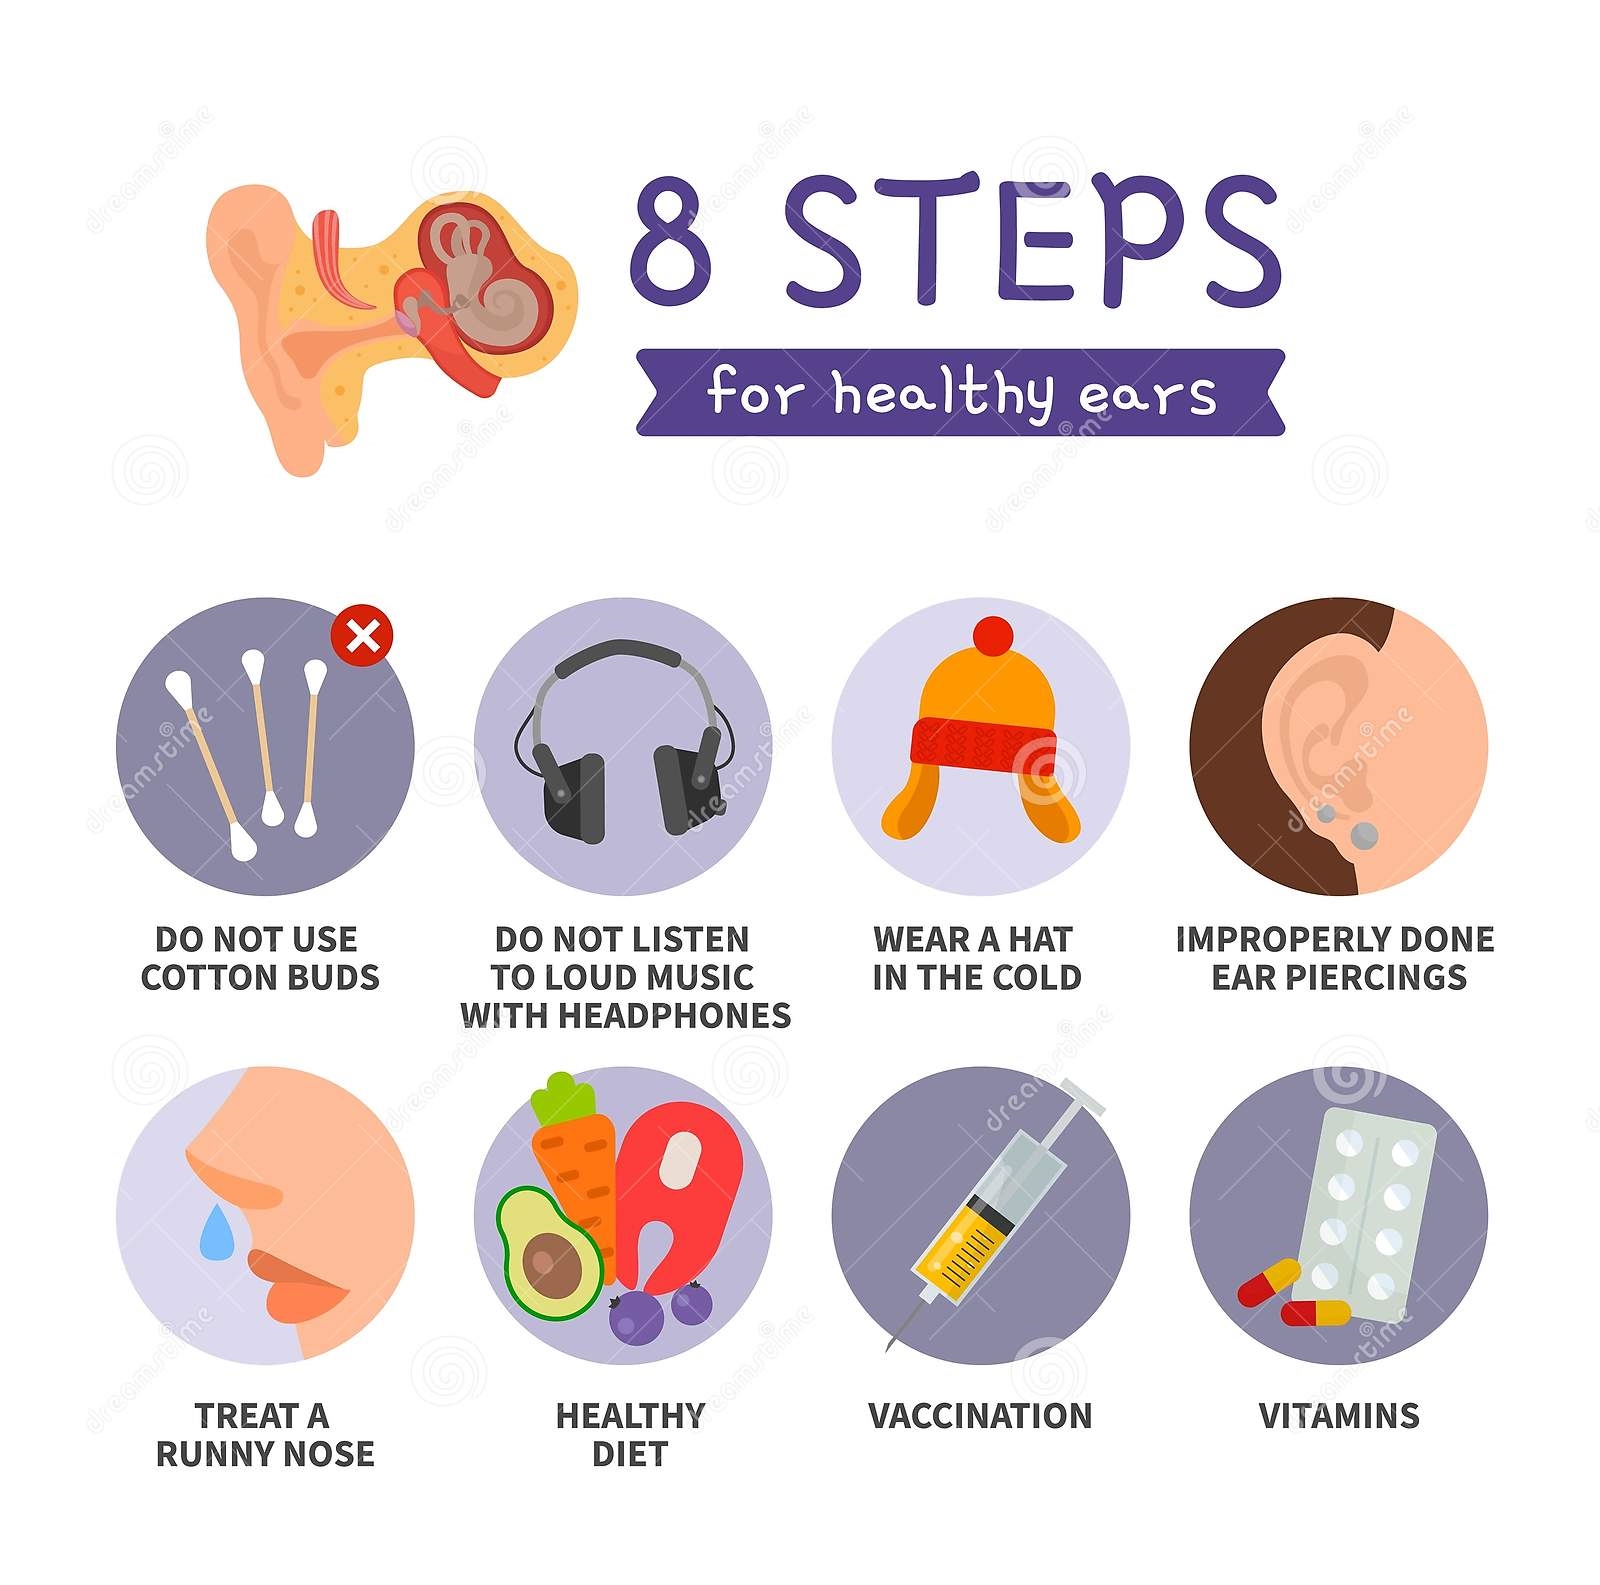 8 STEPS
for healthy ears
DO NOT USE
COTTON BUDS
DO NOT LISTEN
TO LOUD MUSIC
WITH HEADPHONES
WEAR A HAT
IN THE COLD
IMPROPERLY DONE
EAR PIERCINGS
TREAT A
RUNNY NOSE
HEALTHY
DIET
VACCINATION
VITAMINS
dreamstime